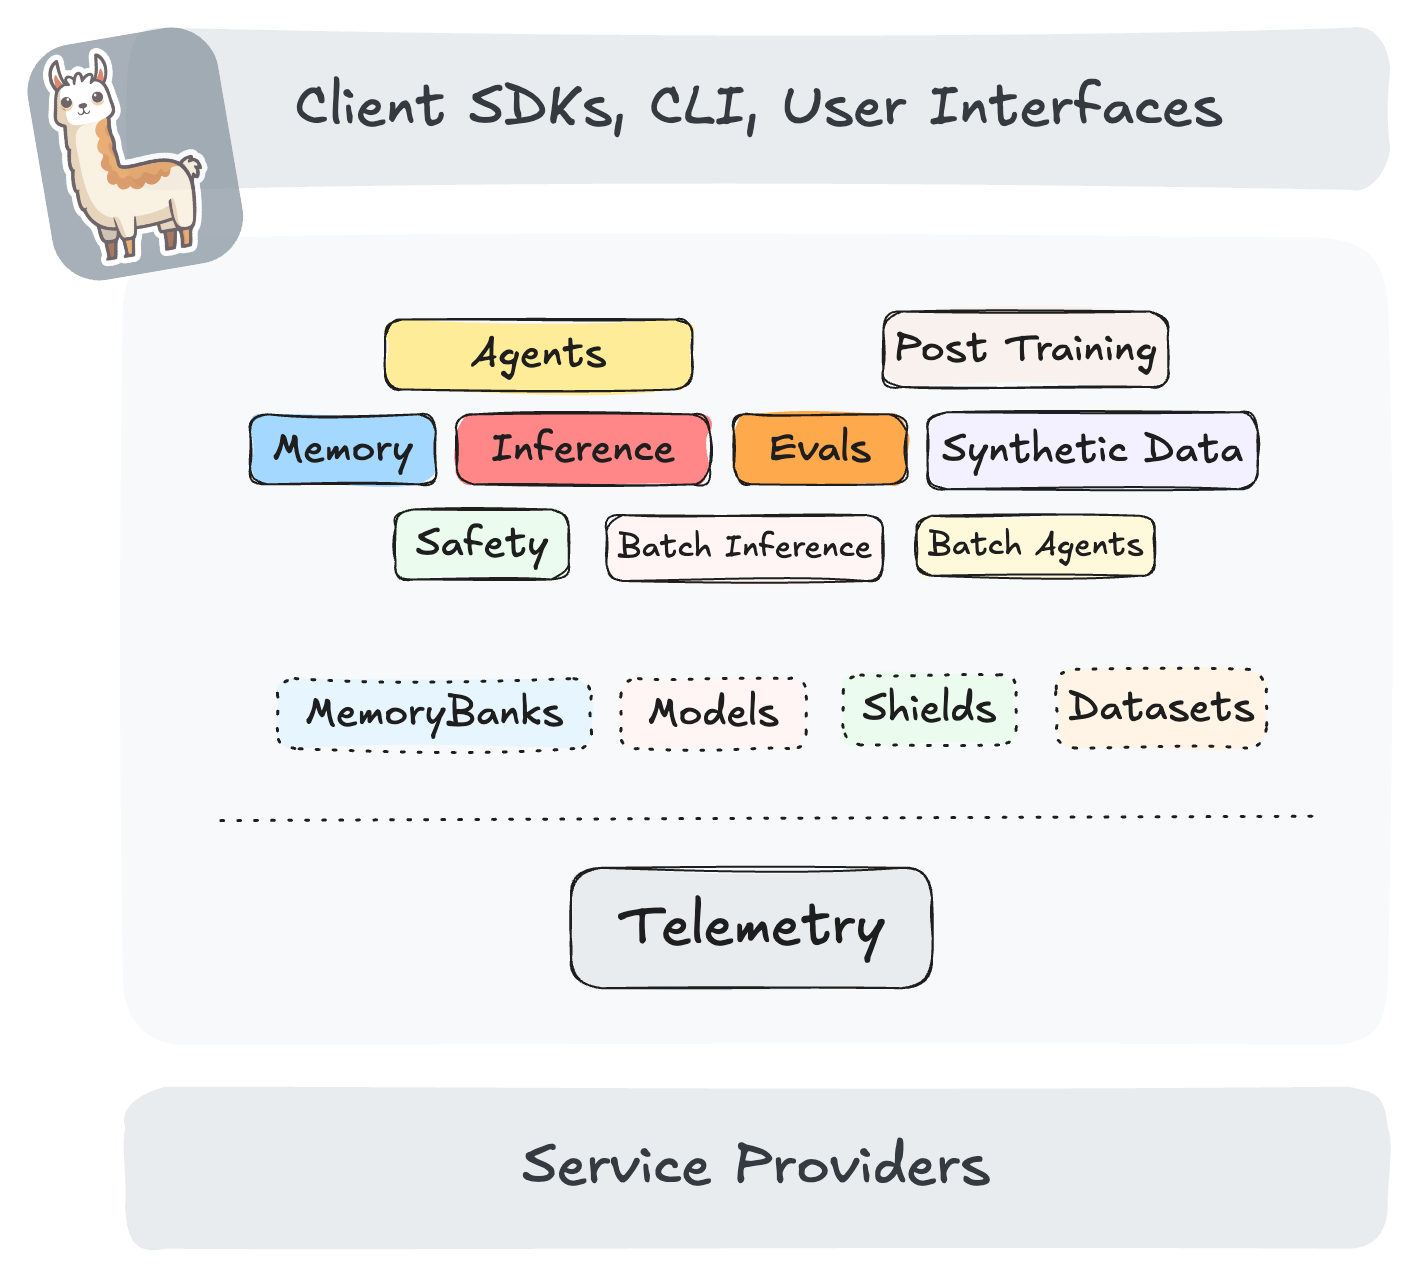 Client SDKs, CLI, User Interfaces
Agents
Post Training
Memory
Inference
Evals
Synthetic Data
Safety
Batch Inference
Batch Agents
MemoryBanks
Models
Shields
Datasets
Telemetry
Service Providers